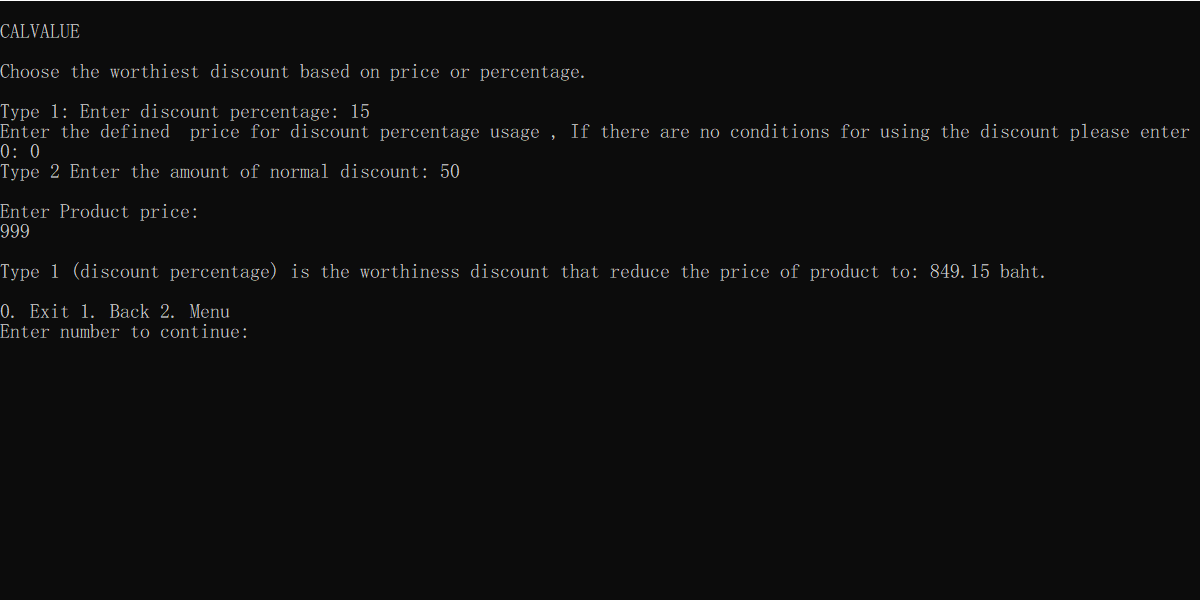 CALVALUE
Choose the worthiest discount based on price or percentage.
Type 1: Enter discount percentage: 15
Enter the defined  price for discount percentage usage , If there are no conditions for using the discount please enter
0: 0
Type 2 Enter the amount of normal discount: 50
Enter Product price:
999
Type 1 (discount percentage) is the worthiness discount that reduce the price of product to: 849.15 baht.
0. Exit 1. Back 2. Menu
Enter number to continue: